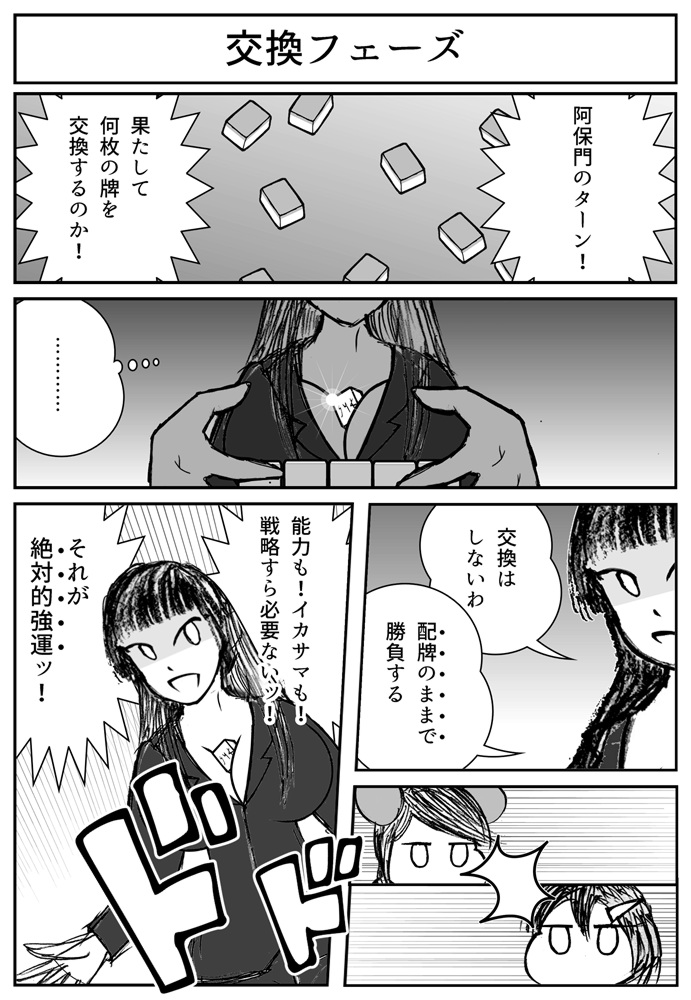 交換フェーズ
阿保門のターン！
果たして
何枚の牌を
交換するのか！
…………
交換は
しないわ
配牌のままで
勝負する
能力も！イカサマも！
戦略すら必要ないッ！
それが
絶対的強運ッ！
ドドド